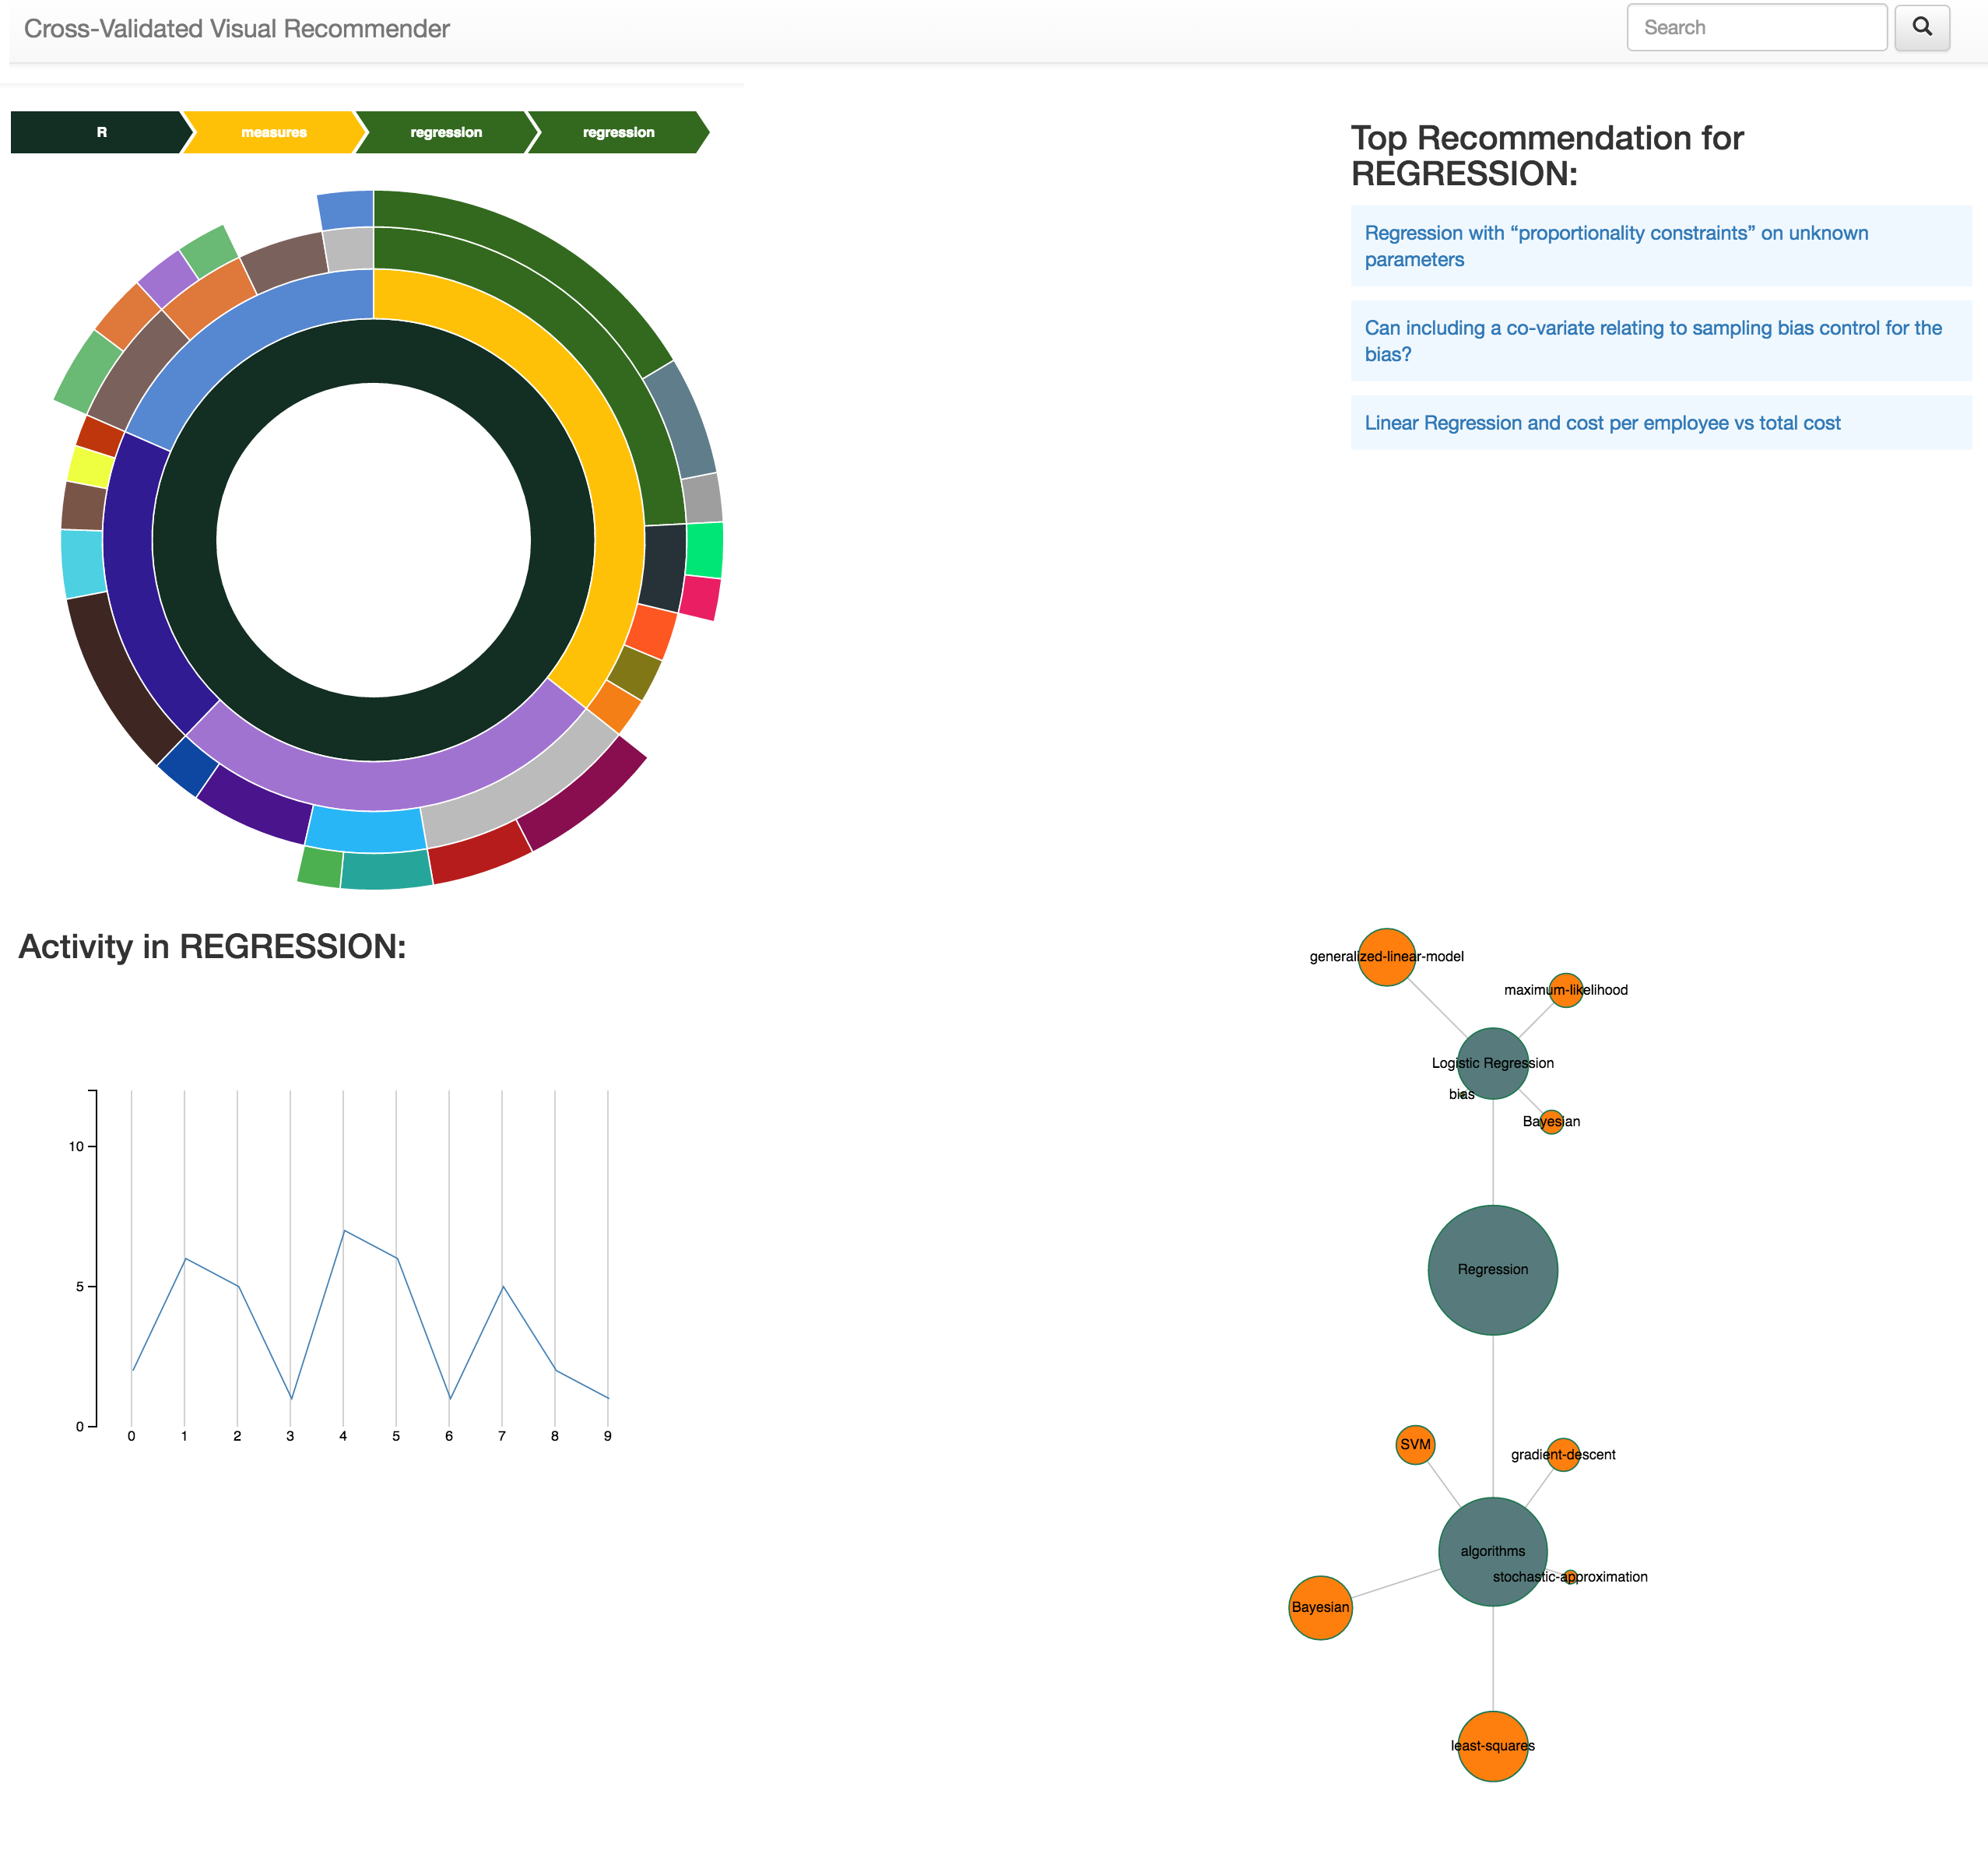 Cross-Validated Visual Recommender
Search
R
measures
regression
regression
Top Recommendation for
REGRESSION:
Regression with “proportionality constraints” on unknown
parameters
Can including a co-variate relating to sampling bias control for the
bias?
Linear Regression and cost per employee vs total cost
Activity in REGRESSION:
10
5
0
0 1 2 3 4 5 6 7 8 9
generalized-linear-model
maximum-likelihood
Logistic Regression
bias
Bayesian
Regression
SVM
gradient-descent
algorithms
stochastic-approximation
Bayesian
least-squares